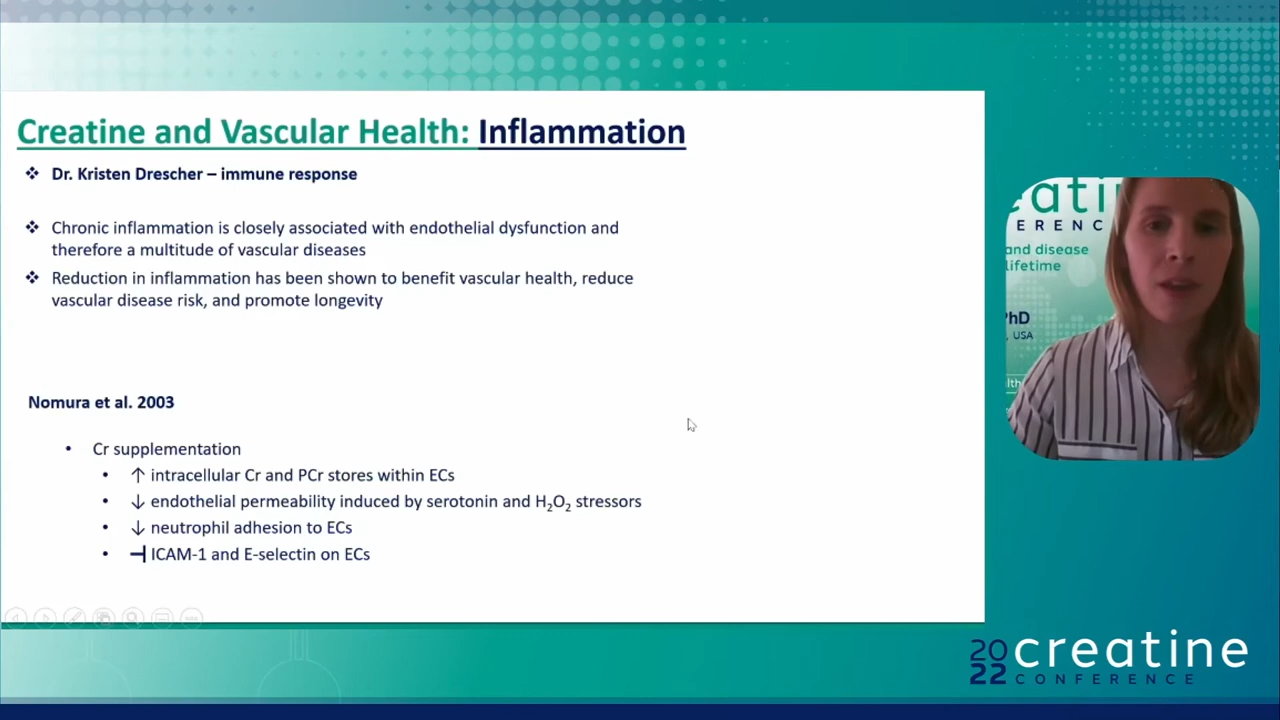 Creatine and Vascular Health: Inflammation
❖ Dr. Kristen Drescher – immune response
❖ Chronic inflammation is closely associated with endothelial dysfunction and
therefore a multitude of vascular diseases
❖ Reduction in inflammation has been shown to benefit vascular health, reduce
vascular disease risk, and promote longevity
Nomura et al. 2003
• Cr supplementation
• ↑ intracellular Cr and PCr stores within ECs
• ↓ endothelial permeability induced by serotonin and H₂O₂ stressors
• ↓ neutrophil adhesion to ECs
• ⊣ ICAM-1 and E-selectin on ECs
eati
ERENC
and disease
lifetime
PhD
, USA
2022 creatine
CONFERENCE